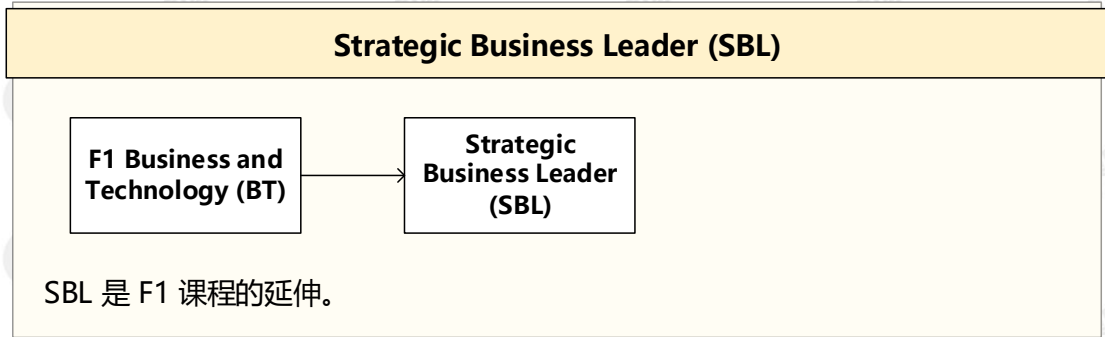 Strategic Business Leader (SBL)
F1 Business and
Technology (BT)
Strategic
Business Leader
(SBL)
SBL 是 F1 课程的延伸。